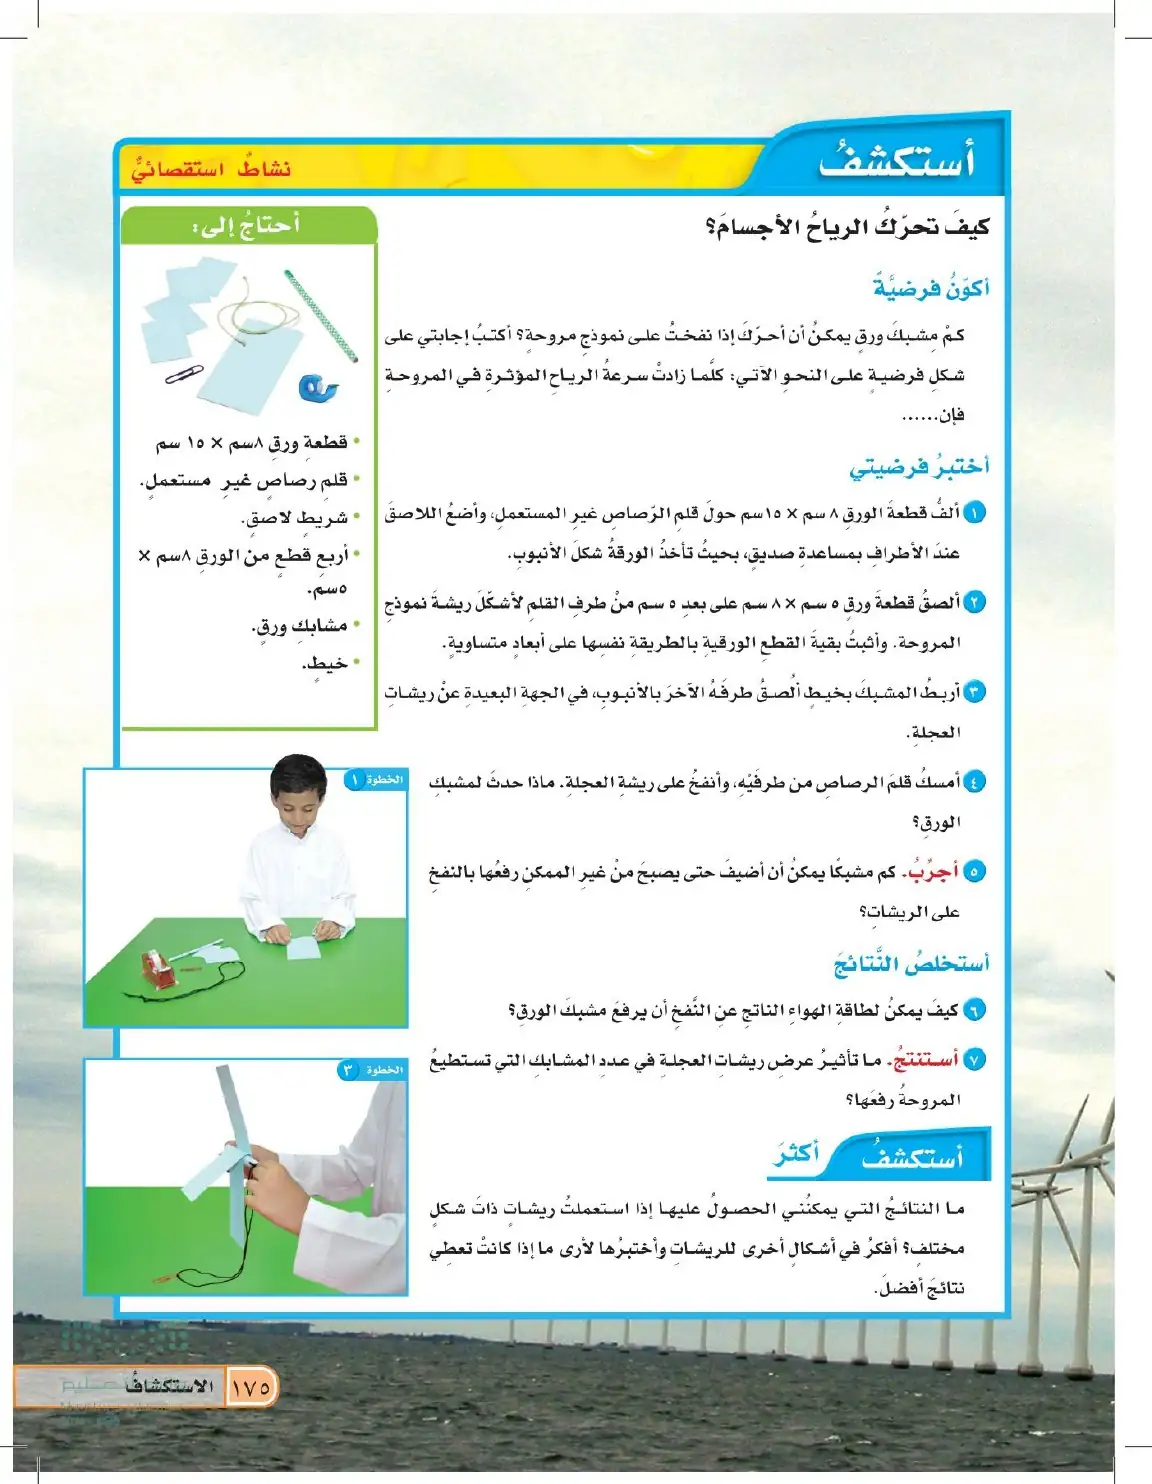 أستكشفُ
نشاطٌ استقصائيٌّ
كيفَ تحرّكُ الرياحُ الأجسامَ؟
أكوّنُ فرضيَّةً
كمْ مِشبكَ ورقٍ يمكنُ أن أحرّكَ إذا نفختُ على نموذجِ مروحةٍ؟ أكتبُ إجابتي على
شكلِ فرضيةٍ على النحوِ الآتي: كلَّما زادتْ سرعةُ الرياحِ المؤثرةِ في المروحةِ
فإن......
أختبرُ فرضيتي
١ ألفُّ قطعةَ الورقِ ٨ سم × ١٥سم حولَ قلمِ الرّصاصِ غيرِ المستعملِ، وأضعُ اللاصقَ
عندَ الأطرافِ بمساعدةِ صديقٍ، بحيثُ تأخذُ الورقةُ شكلَ الأنبوبِ.
٢ ألصقُ قطعةَ ورقٍ ٥ سم × ٨ سم على بعدِ ٥ سم منْ طرفِ القلمِ لأشكّلَ ريشةَ نموذجِ
المروحة. وأثبتُ بقيةَ القطعِ الورقيةِ بالطريقةِ نفسِها على أبعادٍ متساويةٍ.
٣ أربطُ المشبكَ بخيطٍ ألصقُ طرفَهُ الآخرَ بالأنبوبِ، في الجهةِ البعيدةِ عنْ ريشاتِ
العجلةِ.
٤ أمسكُ قلمَ الرصاصِ من طرفَيْهِ، وأنفخُ على ريشةِ العجلةِ. ماذا حدثَ لمشبكِ
الورقِ؟
٥ أجرِّبُ. كم مشبكًا يمكنُ أن أضيفَ حتى يصبحَ منْ غيرِ الممكنِ رفعُها بالنفخِ
على الريشاتِ؟
أستخلصُ النَّتائجَ
٦ كيفَ يمكنُ لطاقةِ الهواءِ الناتجِ عنِ النَّفخِ أن يرفعَ مشبكَ الورقِ؟
٧ أستنتجُ. ما تأثيرُ عرضِ ريشاتِ العجلةِ في عددِ المشابكِ التي تستطيعُ
المروحةُ رفعَها؟
أستكشفُ أكثرَ
ما النتائجُ التي يمكنُني الحصولُ عليها إذا استعملتُ ريشاتٍ ذاتَ شكلٍ
مختلفٍ؟ أفكرُ في أشكالٍ أخرى للريشاتِ وأختبرُها لأرى ما إذا كانتْ تعطِي
نتائجَ أفضلَ.
أحتاجُ إلى:
• قطعةِ ورقِ ٨سم × ١٥ سم
• قلمِ رصاصٍ غيرِ مستعملٍ.
• شريطٍ لاصقٍ.
• أربعِ قطعٍ من الورقِ ٨سم ×
٥سم.
• مشابكِ ورقٍ.
• خيطٍ.
الخطوة ١
الخطوة ٣
١٧٥ الاستكشافُ